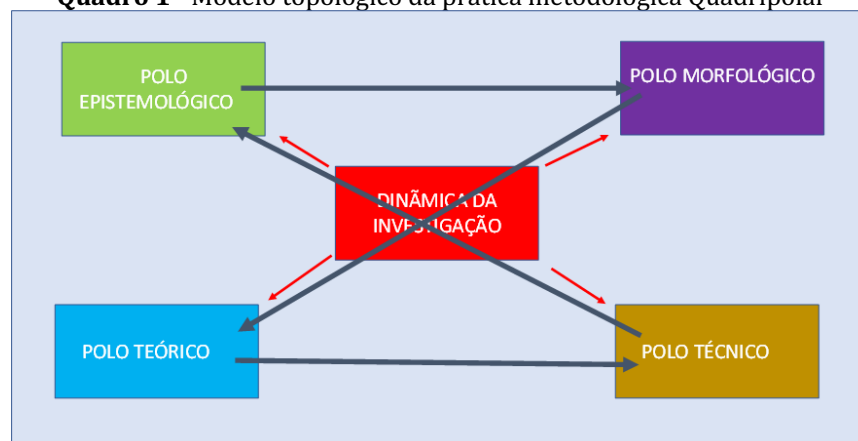 Quadro 1 - Modelo topológico da prática metodológica Quadripolar
POLO
EPISTEMOLÓGICO
POLO MORFOLÓGICO
DINÃMICA DA
INVESTIGAÇÃO
POLO TEÓRICO
POLO TÉCNICO